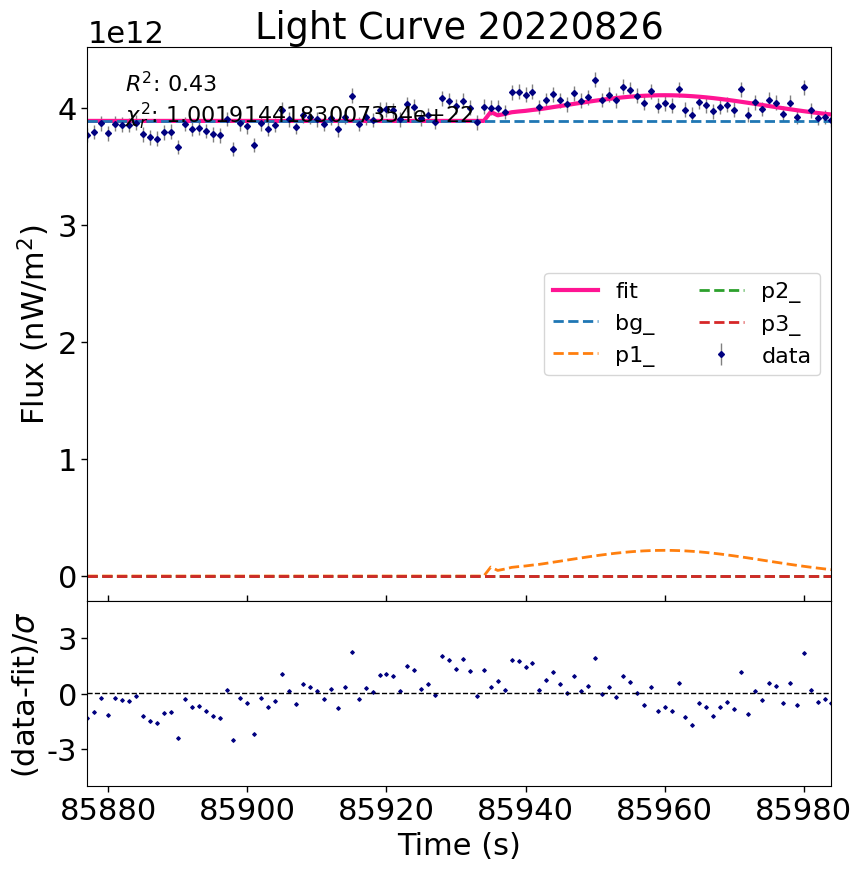 Light Curve 20220826
1e12
R²: 0.43
χ²ᵣ: 1.0019144183007354e+22
4
3
2
1
0
Flux (nW/m²)
fit
bg_
p1_
p2_
p3_
data
3
0
-3
(data-fit)/σ
85880 85900 85920 85940 85960 85980
Time (s)